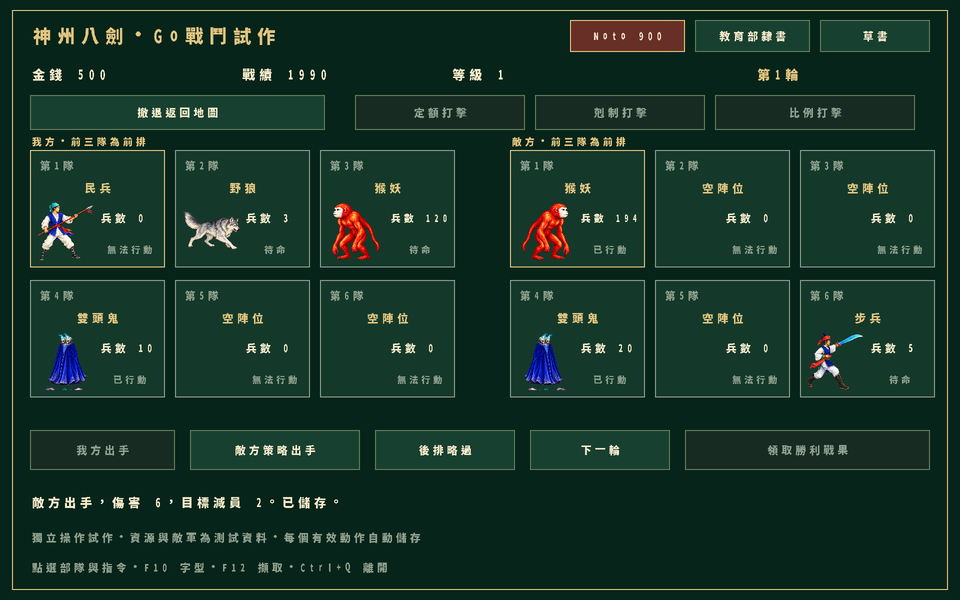 神州八劍・GO戰鬥試作
Noto 900 教育部隸書 草書
金錢 500 戰績 1990 等級 1 第1輪
撤退返回地圖 定額打擊 剋制打擊 比例打擊
我方・前三隊為前排 敵方・前三隊為前排
第1隊 第2隊 第3隊 第1隊 第2隊 第3隊
民兵 野狼 猴妖 猴妖 空陣位 空陣位
兵數 0 兵數 3 兵數 120 兵數 194 兵數 0 兵數 0
無法行動 待命 待命 已行動 無法行動 無法行動
第4隊 第5隊 第6隊 第4隊 第5隊 第6隊
雙頭鬼 空陣位 空陣位 雙頭鬼 空陣位 步兵
兵數 10 兵數 0 兵數 0 兵數 20 兵數 0 兵數 5
已行動 無法行動 無法行動 已行動 無法行動 待命
我方出手 敵方策略出手 後排略過 下一輪 領取勝利戰果
敵方出手，傷害 6，目標減員 2。已儲存。
獨立操作試作・資源與敵軍為測試資料・每個有效動作自動儲存
點選部隊與指令・F10 字型・F12 擷取・Ctrl+Q 離開